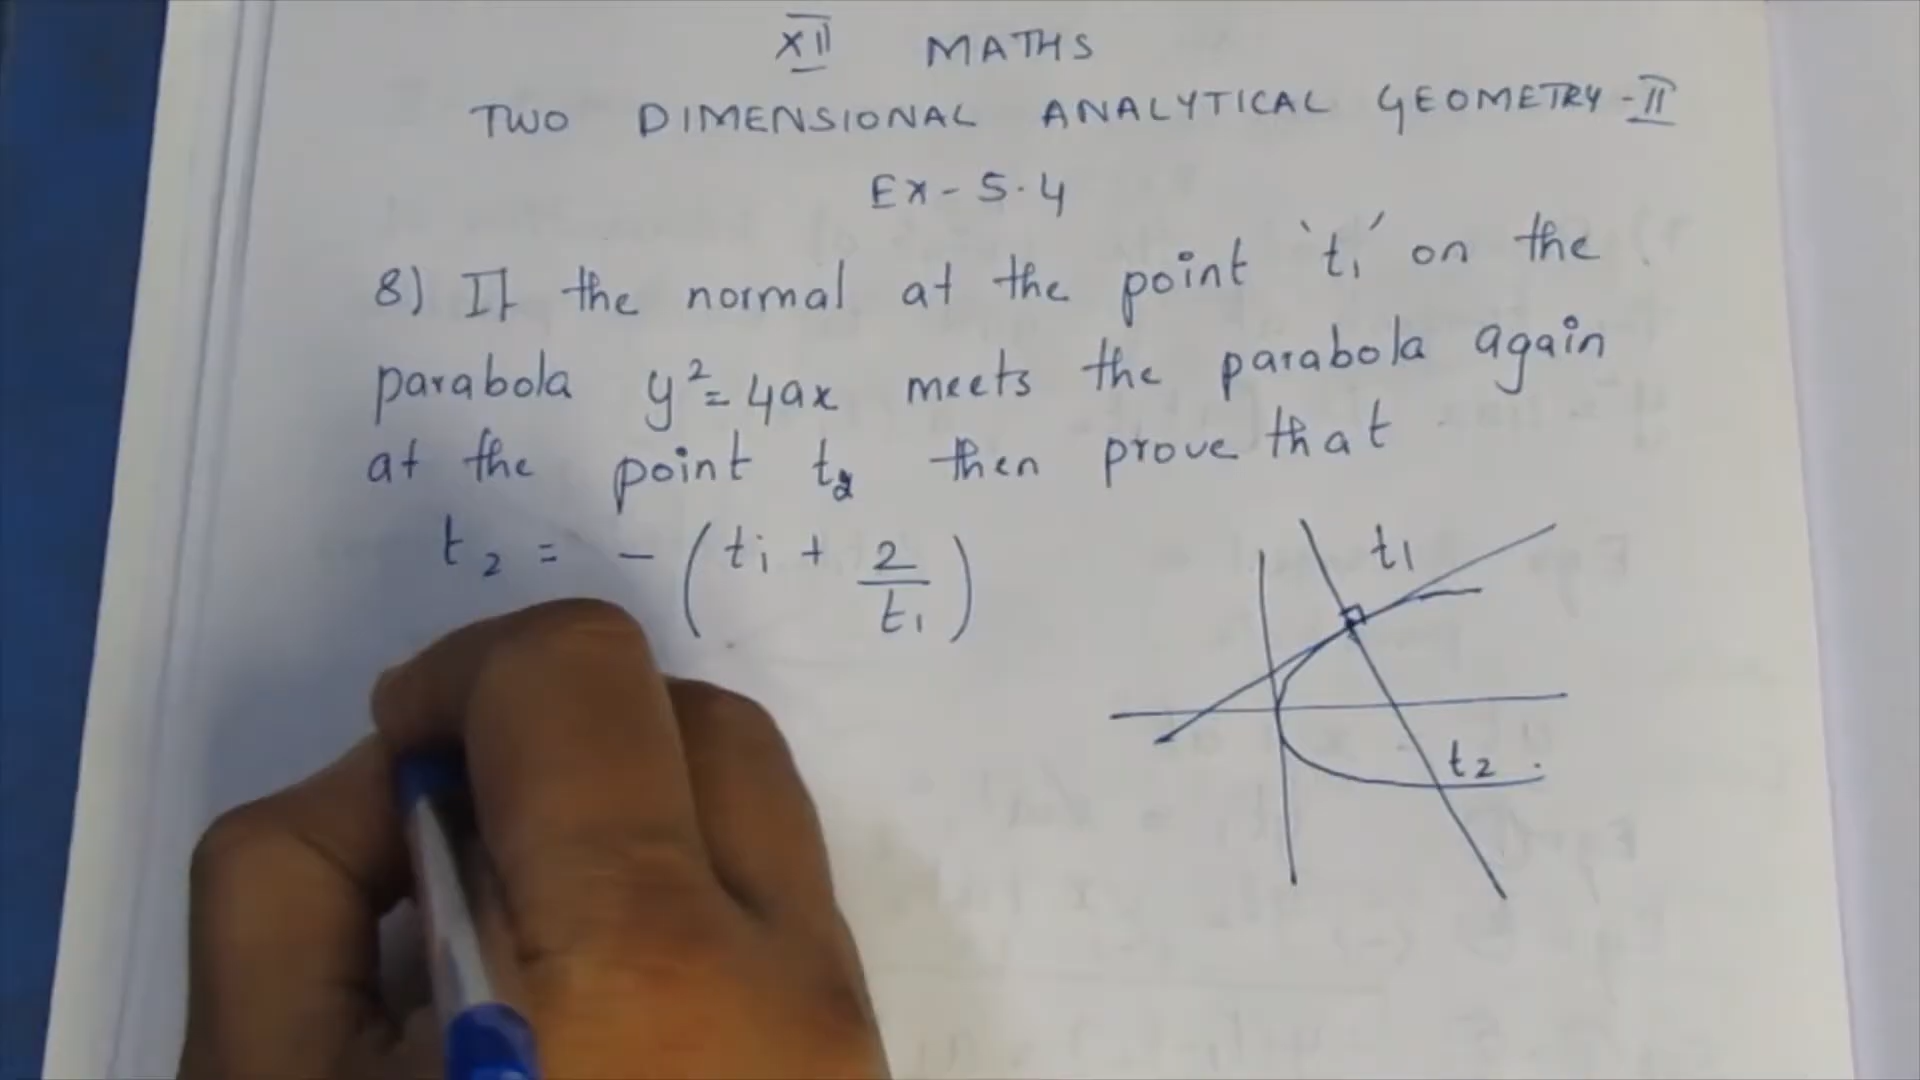 XII MATHS
TWO DIMENSIONAL ANALYTICAL GEOMETRY - II
Ex - 5.4
8) If the normal at the point 't₁' on the
parabola y² = 4ax meets the parabola again
at the point t₂ then prove that
t₂ = - (t₁ + 2/t₁)
t₁
t₂